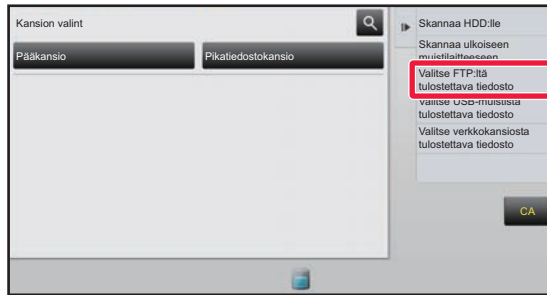 Kansion valint
Pääkansio
Pikatiedostokansio
Skannaa HDD:lle
Skannaa ulkoiseen
muistilaitteeseen
Valitse FTP:ltä
tulostettava tiedosto
Valitse USB-muistista
tulostettava tiedosto
Valitse verkkokansiosta
tulostettava tiedosto
CA